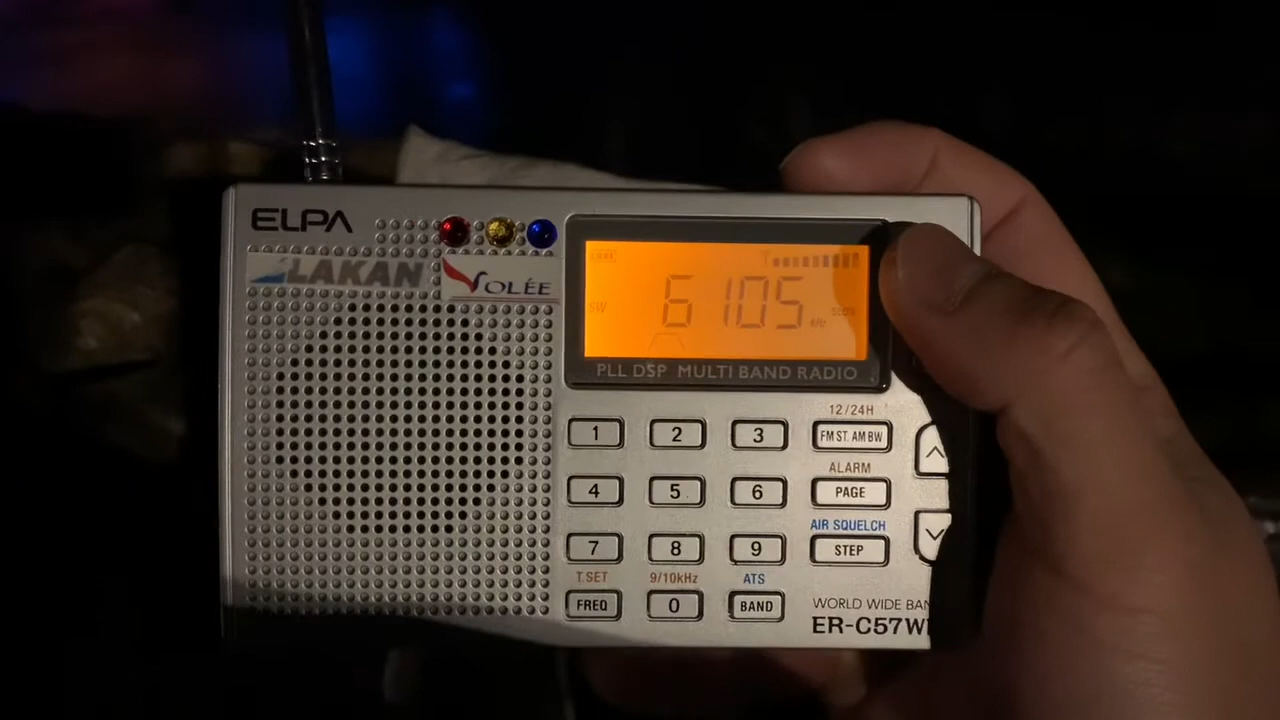 ELPA
LAKAN
VOLÉE
SW
6105
kHz
SLOW
PLL DSP MULTI BAND RADIO
12/24H
1
2
3
FM ST. AM BW
ALARM
4
5
6
PAGE
AIR SQUELCH
7
8
9
STEP
T.SET
9/10kHz
ATS
FREQ
0
BAND
WORLD WIDE BAN
ER-C57W